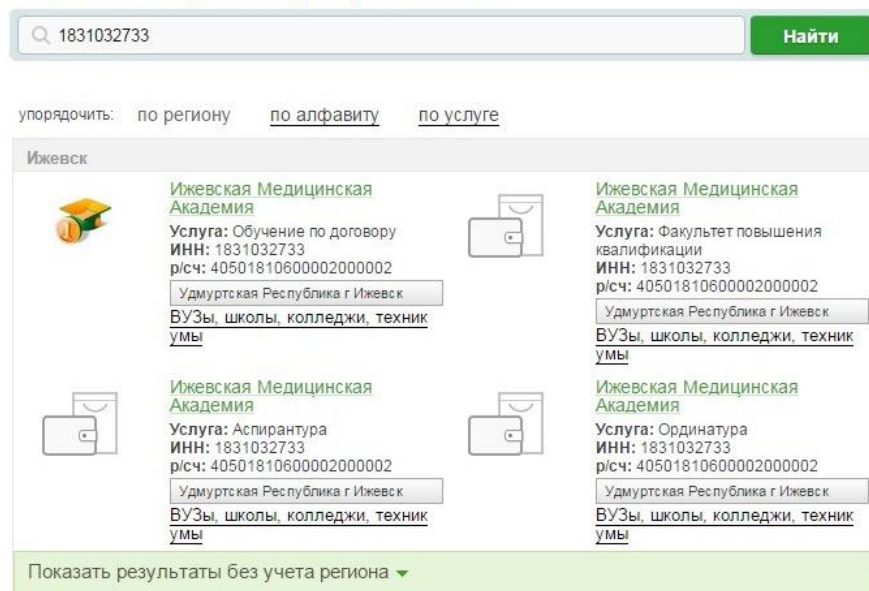 1831032733
Найти
упорядочить: по региону по алфавиту по услуге
Ижевск
Ижевская Медицинская
Академия
Услуга: Обучение по договору
ИНН: 1831032733
р/сч: 40501810600002000002
Удмуртская Республика г Ижевск
ВУЗы, школы, колледжи, техник
умы
Ижевская Медицинская
Академия
Услуга: Факультет повышения
квалификации
ИНН: 1831032733
р/сч: 40501810600002000002
Удмуртская Республика г Ижевск
ВУЗы, школы, колледжи, техник
умы
Ижевская Медицинская
Академия
Услуга: Аспирантура
ИНН: 1831032733
р/сч: 40501810600002000002
Удмуртская Республика г Ижевск
ВУЗы, школы, колледжи, техник
умы
Ижевская Медицинская
Академия
Услуга: Ординатура
ИНН: 1831032733
р/сч: 40501810600002000002
Удмуртская Республика г Ижевск
ВУЗы, школы, колледжи, техник
умы
Показать результаты без учета региона